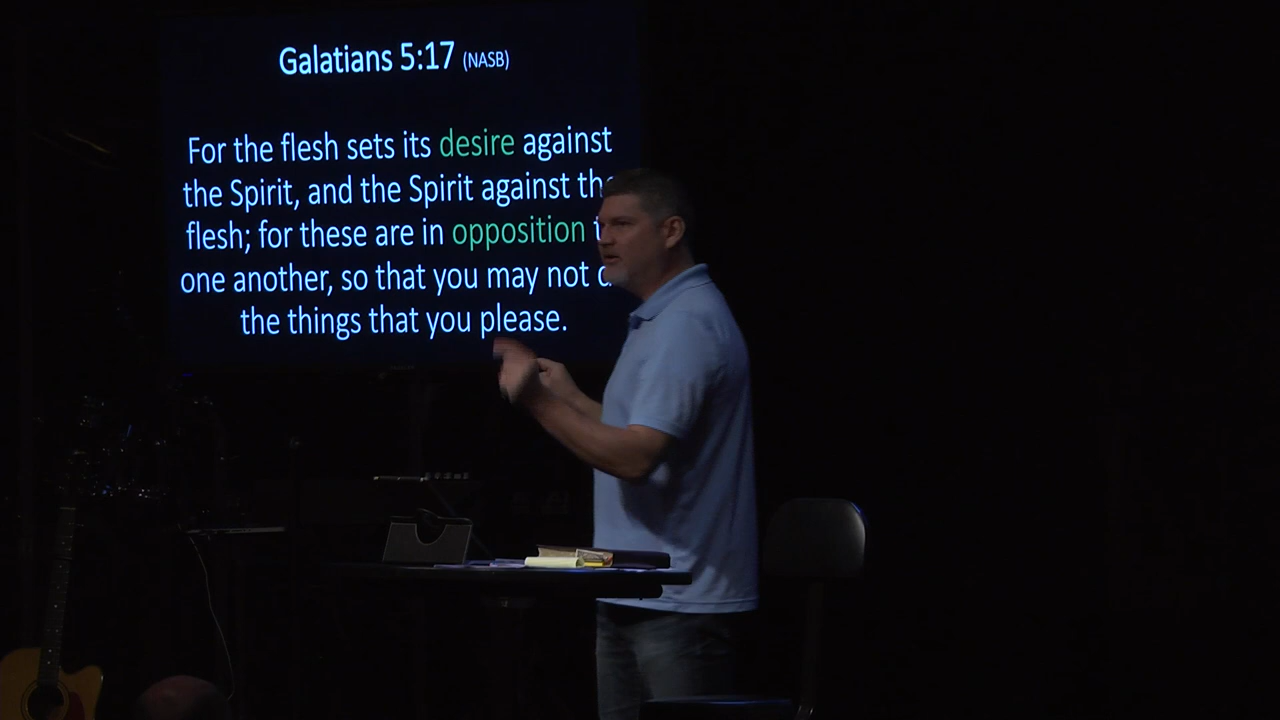 Galatians 5:17 (NASB)
For the flesh sets its desire against
the Spirit, and the Spirit against the
flesh; for these are in opposition
one another, so that you may not
the things that you please.